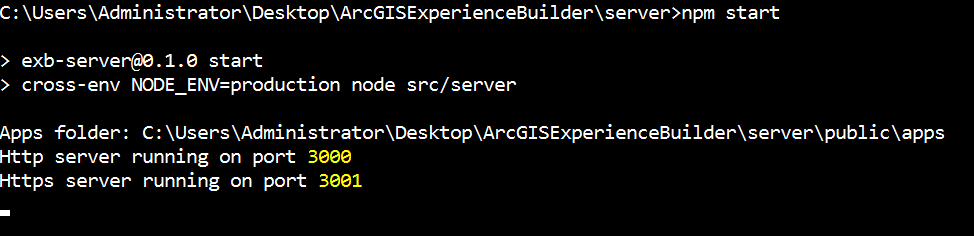 C:\Users\Administrator\Desktop\ArcGISExperienceBuilder\server>npm start
> exb-server@0.1.0 start
> cross-env NODE_ENV=production node src/server
Apps folder: C:\Users\Administrator\Desktop\ArcGISExperienceBuilder\server\public\apps
Http server running on port 3000
Https server running on port 3001